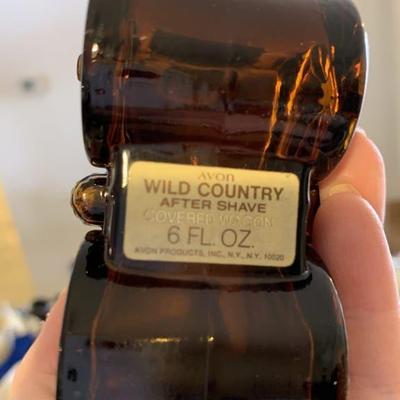 AVON
WILD COUNTRY
AFTER SHAVE
COVERED WAGON
6 FL. OZ.
AVON PRODUCTS, INC., N.Y., N.Y. 10020